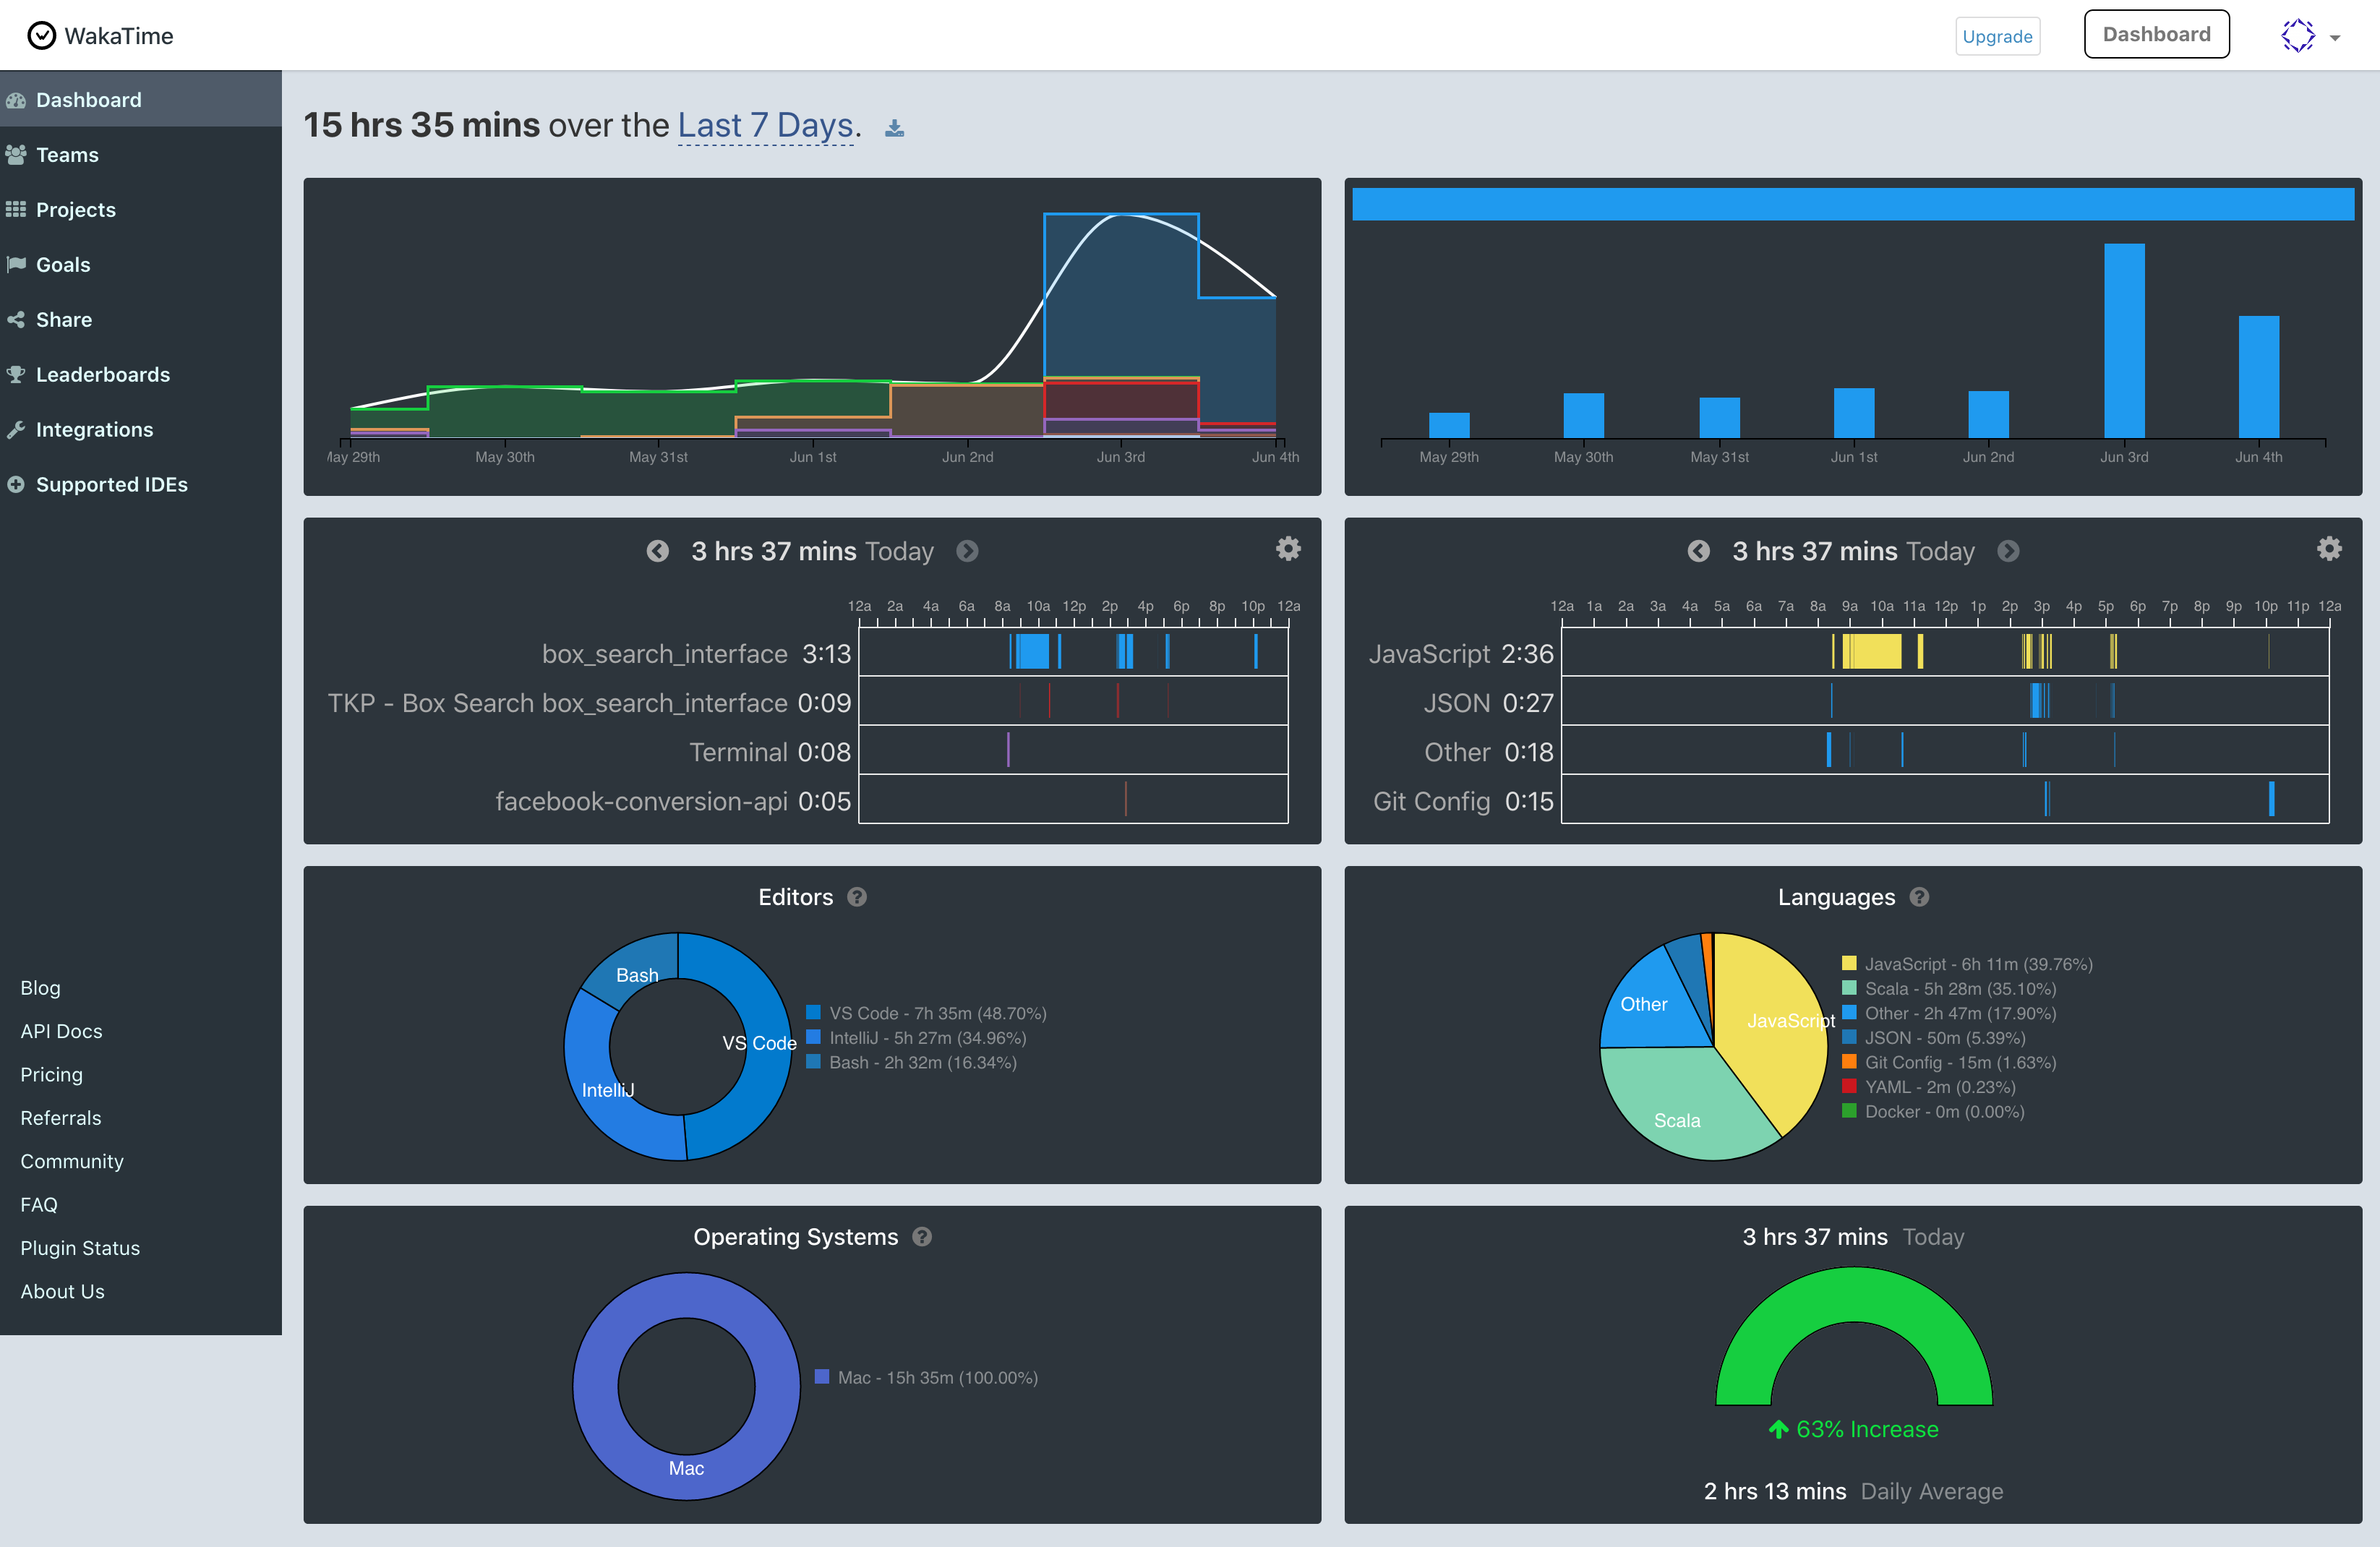 WakaTime
Upgrade
Dashboard
Dashboard
Teams
Projects
Goals
Share
Leaderboards
Integrations
Supported IDEs
Blog
API Docs
Pricing
Referrals
Community
FAQ
Plugin Status
About Us
15 hrs 35 mins over the Last 7 Days.
May 29th May 30th May 31st Jun 1st Jun 2nd Jun 3rd Jun 4th
May 29th May 30th May 31st Jun 1st Jun 2nd Jun 3rd Jun 4th
3 hrs 37 mins Today
12a 2a 4a 6a 8a 10a 12p 2p 4p 6p 8p 10p 12a
box_search_interface 3:13
TKP - Box Search box_search_interface 0:09
Terminal 0:08
facebook-conversion-api 0:05
3 hrs 37 mins Today
12a 1a 2a 3a 4a 5a 6a 7a 8a 9a 10a 11a 12p 1p 2p 3p 4p 5p 6p 7p 8p 9p 10p 11p 12a
JavaScript 2:36
JSON 0:27
Other 0:18
Git Config 0:15
Editors ?
Bash
VS Code
IntelliJ
VS Code - 7h 35m (48.70%)
IntelliJ - 5h 27m (34.96%)
Bash - 2h 32m (16.34%)
Languages ?
Other
JavaScript
Scala
JavaScript - 6h 11m (39.76%)
Scala - 5h 28m (35.10%)
Other - 2h 47m (17.90%)
JSON - 50m (5.39%)
Git Config - 15m (1.63%)
YAML - 2m (0.23%)
Docker - 0m (0.00%)
Operating Systems ?
Mac
Mac - 15h 35m (100.00%)
3 hrs 37 mins Today
63% Increase
2 hrs 13 mins Daily Average